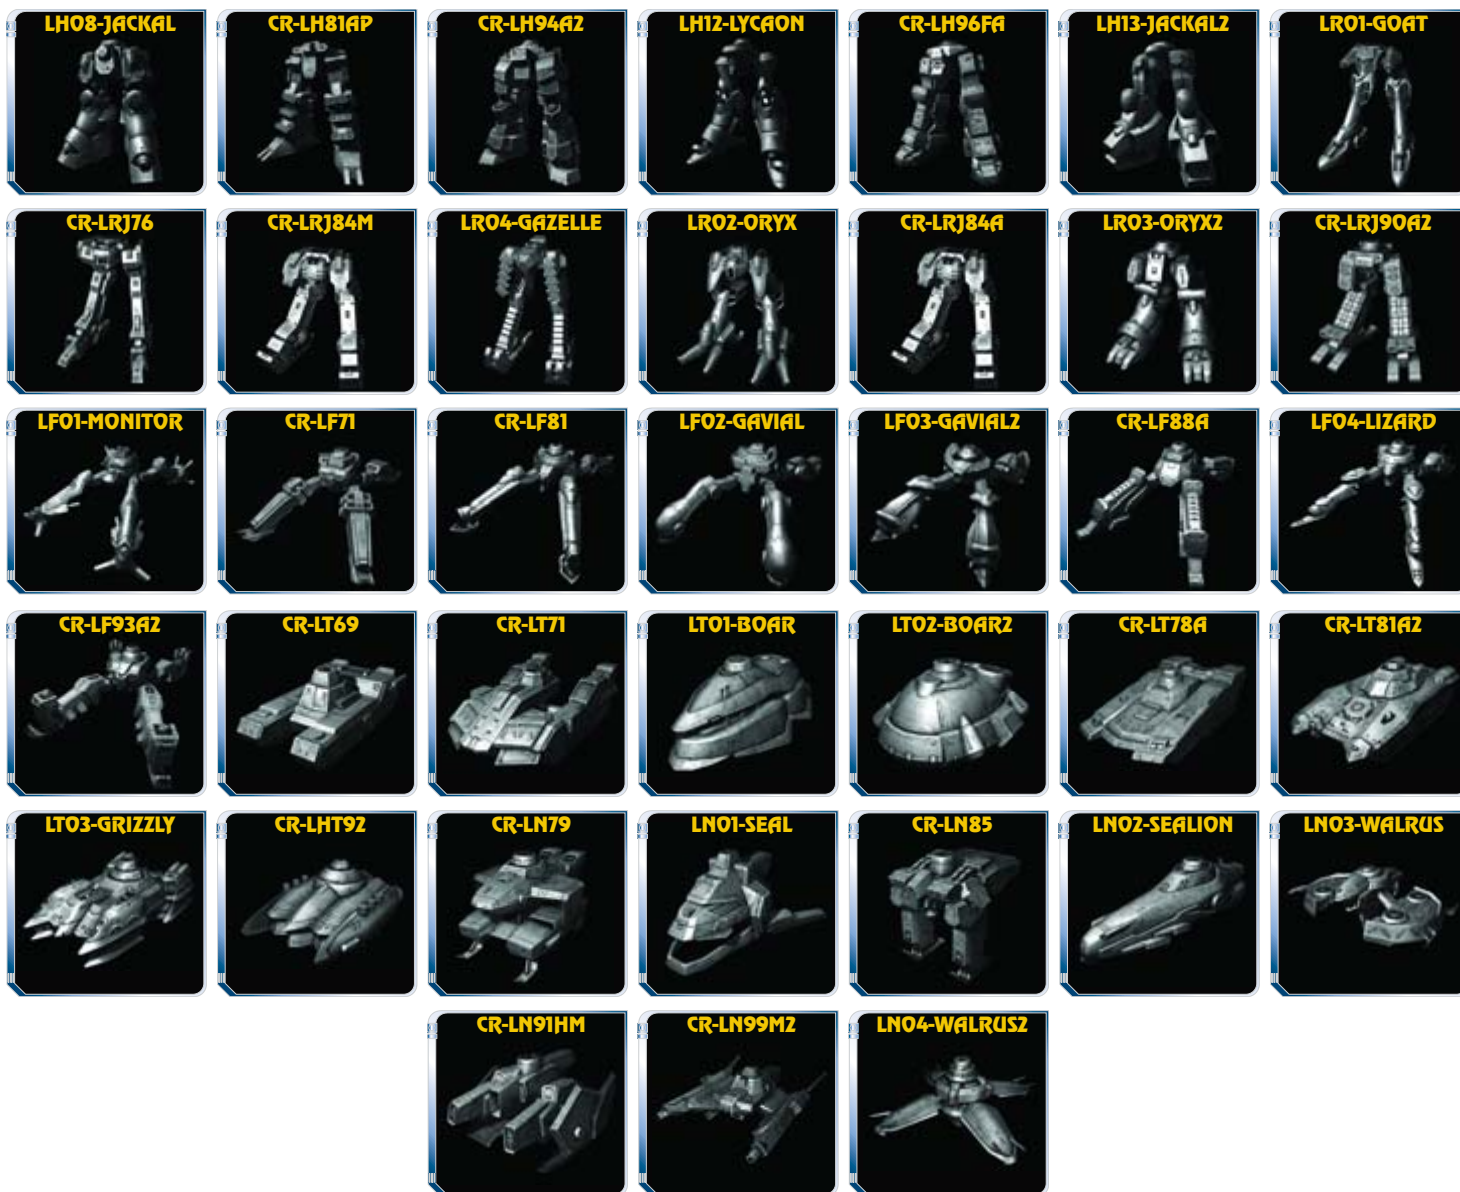 LH08-JACKAL
CR-LH81AP
CR-LH94A2
LH12-LYCAON
CR-LH96FA
LH13-JACKAL2
LR01-GOAT
CR-LRJ76
CR-LRJ84M
LR04-GAZELLE
LR02-ORYX
CR-LRJ84A
LR03-ORYX2
CR-LRJ90A2
LF01-MONITOR
CR-LF71
CR-LF81
LF02-GAVIAL
LF03-GAVIAL2
CR-LF88A
LF04-LIZARD
CR-LF93A2
CR-LT69
CR-LT71
LT01-BOAR
LT02-BOAR2
CR-LT78A
CR-LT81A2
LT03-GRIZZLY
CR-LHT92
CR-LN79
LN01-SEAL
CR-LN85
LN02-SEALION
LN03-WALRUS
CR-LN91HM
CR-LN99M2
LN04-WALRUS2